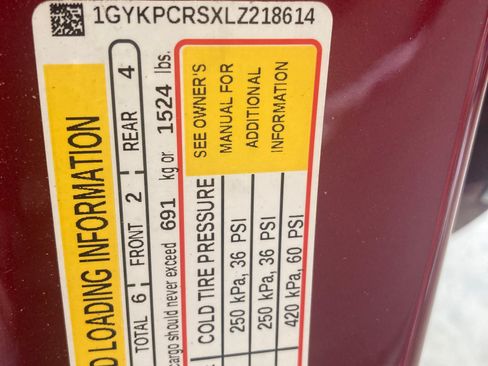 1GYKPCRSXLZ218614
D LOADING INFORMATION
TOTAL 6 FRONT 2 REAR 4
cargo should never exceed 691 kg or 1524 lbs.
COLD TIRE PRESSURE
250 kPa, 36 PSI
250 kPa, 36 PSI
420 kPa, 60 PSI
SEE OWNER'S
MANUAL FOR
ADDITIONAL
INFORMATION